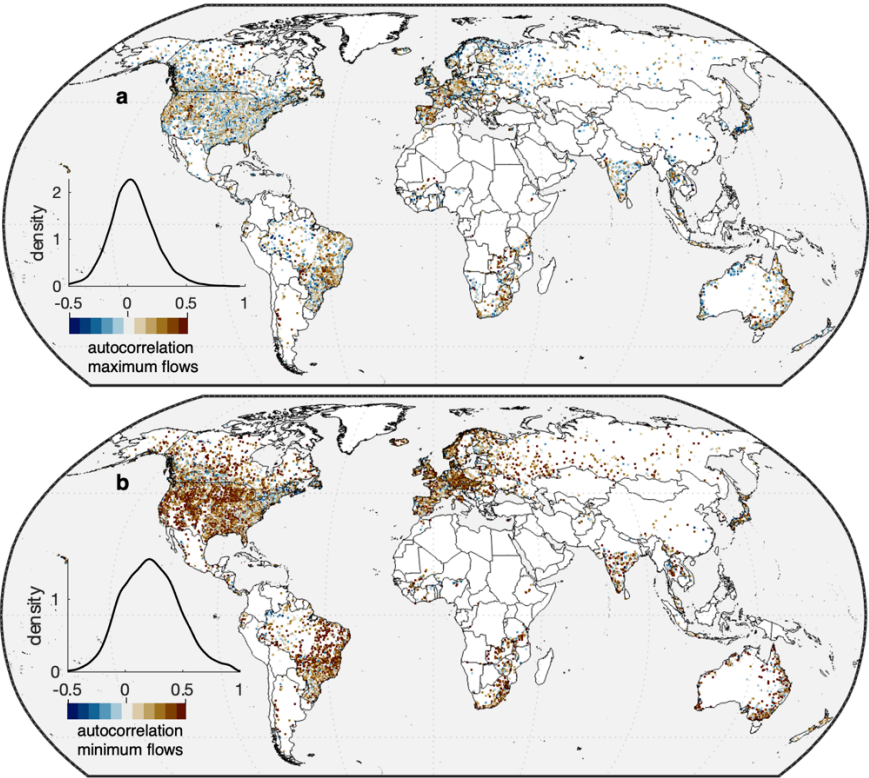 a
2
1
0
density
-0.5
0
0.5
1
autocorrelation
maximum flows
b
1
0
density
-0.5
0
0.5
1
autocorrelation
minimum flows